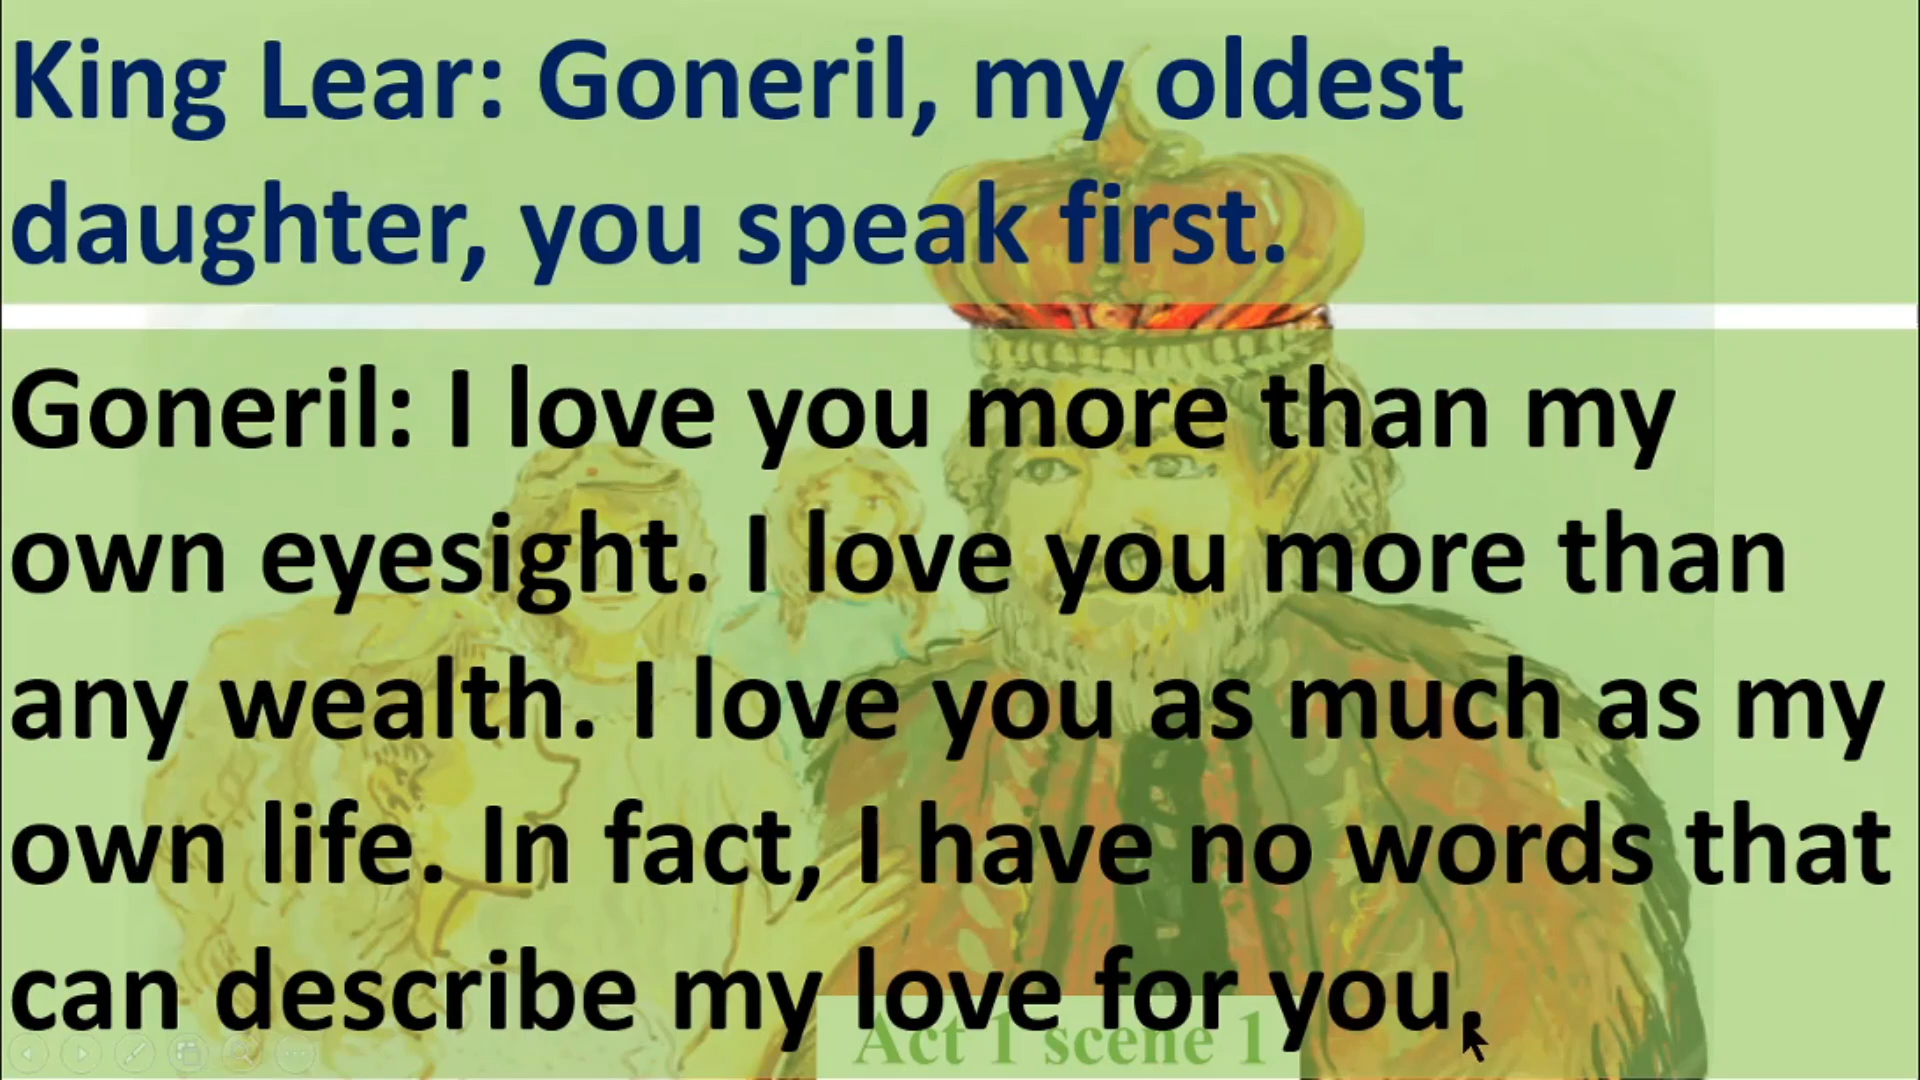 King Lear: Goneril, my oldest
daughter, you speak first.
Goneril: I love you more than my
own eyesight. I love you more than
any wealth. I love you as much as my
own life. In fact, I have no words that
can describe my love for you.
Act 1 scene 1